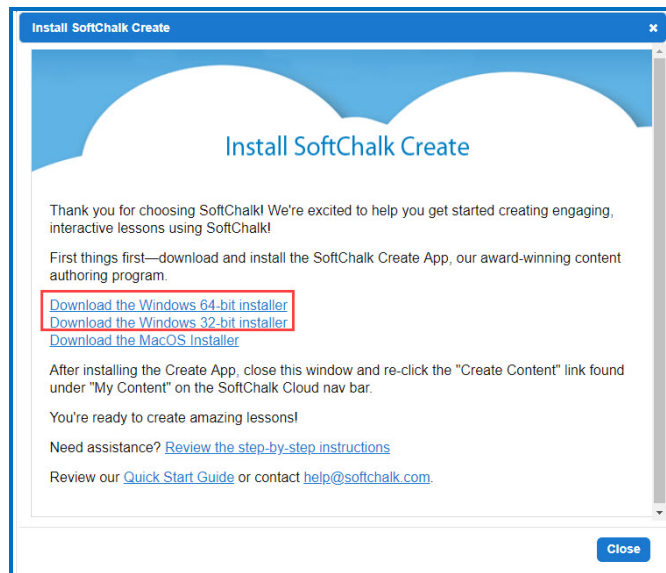 Install SoftChalk Create
Install SoftChalk Create
Thank you for choosing SoftChalk! We're excited to help you get started creating engaging,
interactive lessons using SoftChalk!
First things first—download and install the SoftChalk Create App, our award-winning content
authoring program.
Download the Windows 64-bit installer
Download the Windows 32-bit installer
Download the MacOS Installer
After installing the Create App, close this window and re-click the "Create Content" link found
under "My Content" on the SoftChalk Cloud nav bar.
You're ready to create amazing lessons!
Need assistance? Review the step-by-step instructions
Review our Quick Start Guide or contact help@softchalk.com.
Close